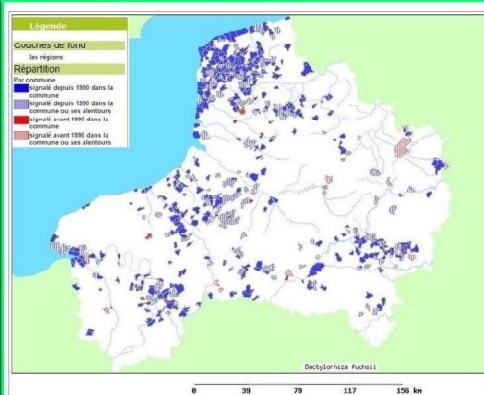 Légende
Couches de fond
les régions
Répartition
Par commune
signalé depuis 1990 dans la
commune
signalé depuis 1990 dans la
commune ou ses alentours
signalé avant 1990 dans la
commune
signalé avant 1990 dans la
commune ou ses alentours
Dactylorhiza fuchsii
0 39 78 117 156 km